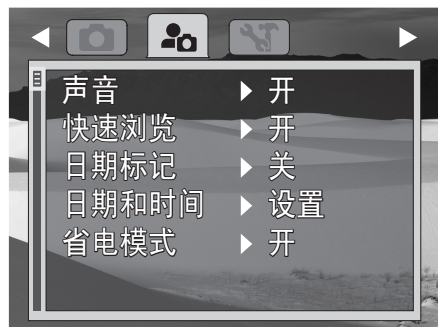 声音 开
快速浏览 开
日期标记 关
日期和时间 设置
省电模式 开